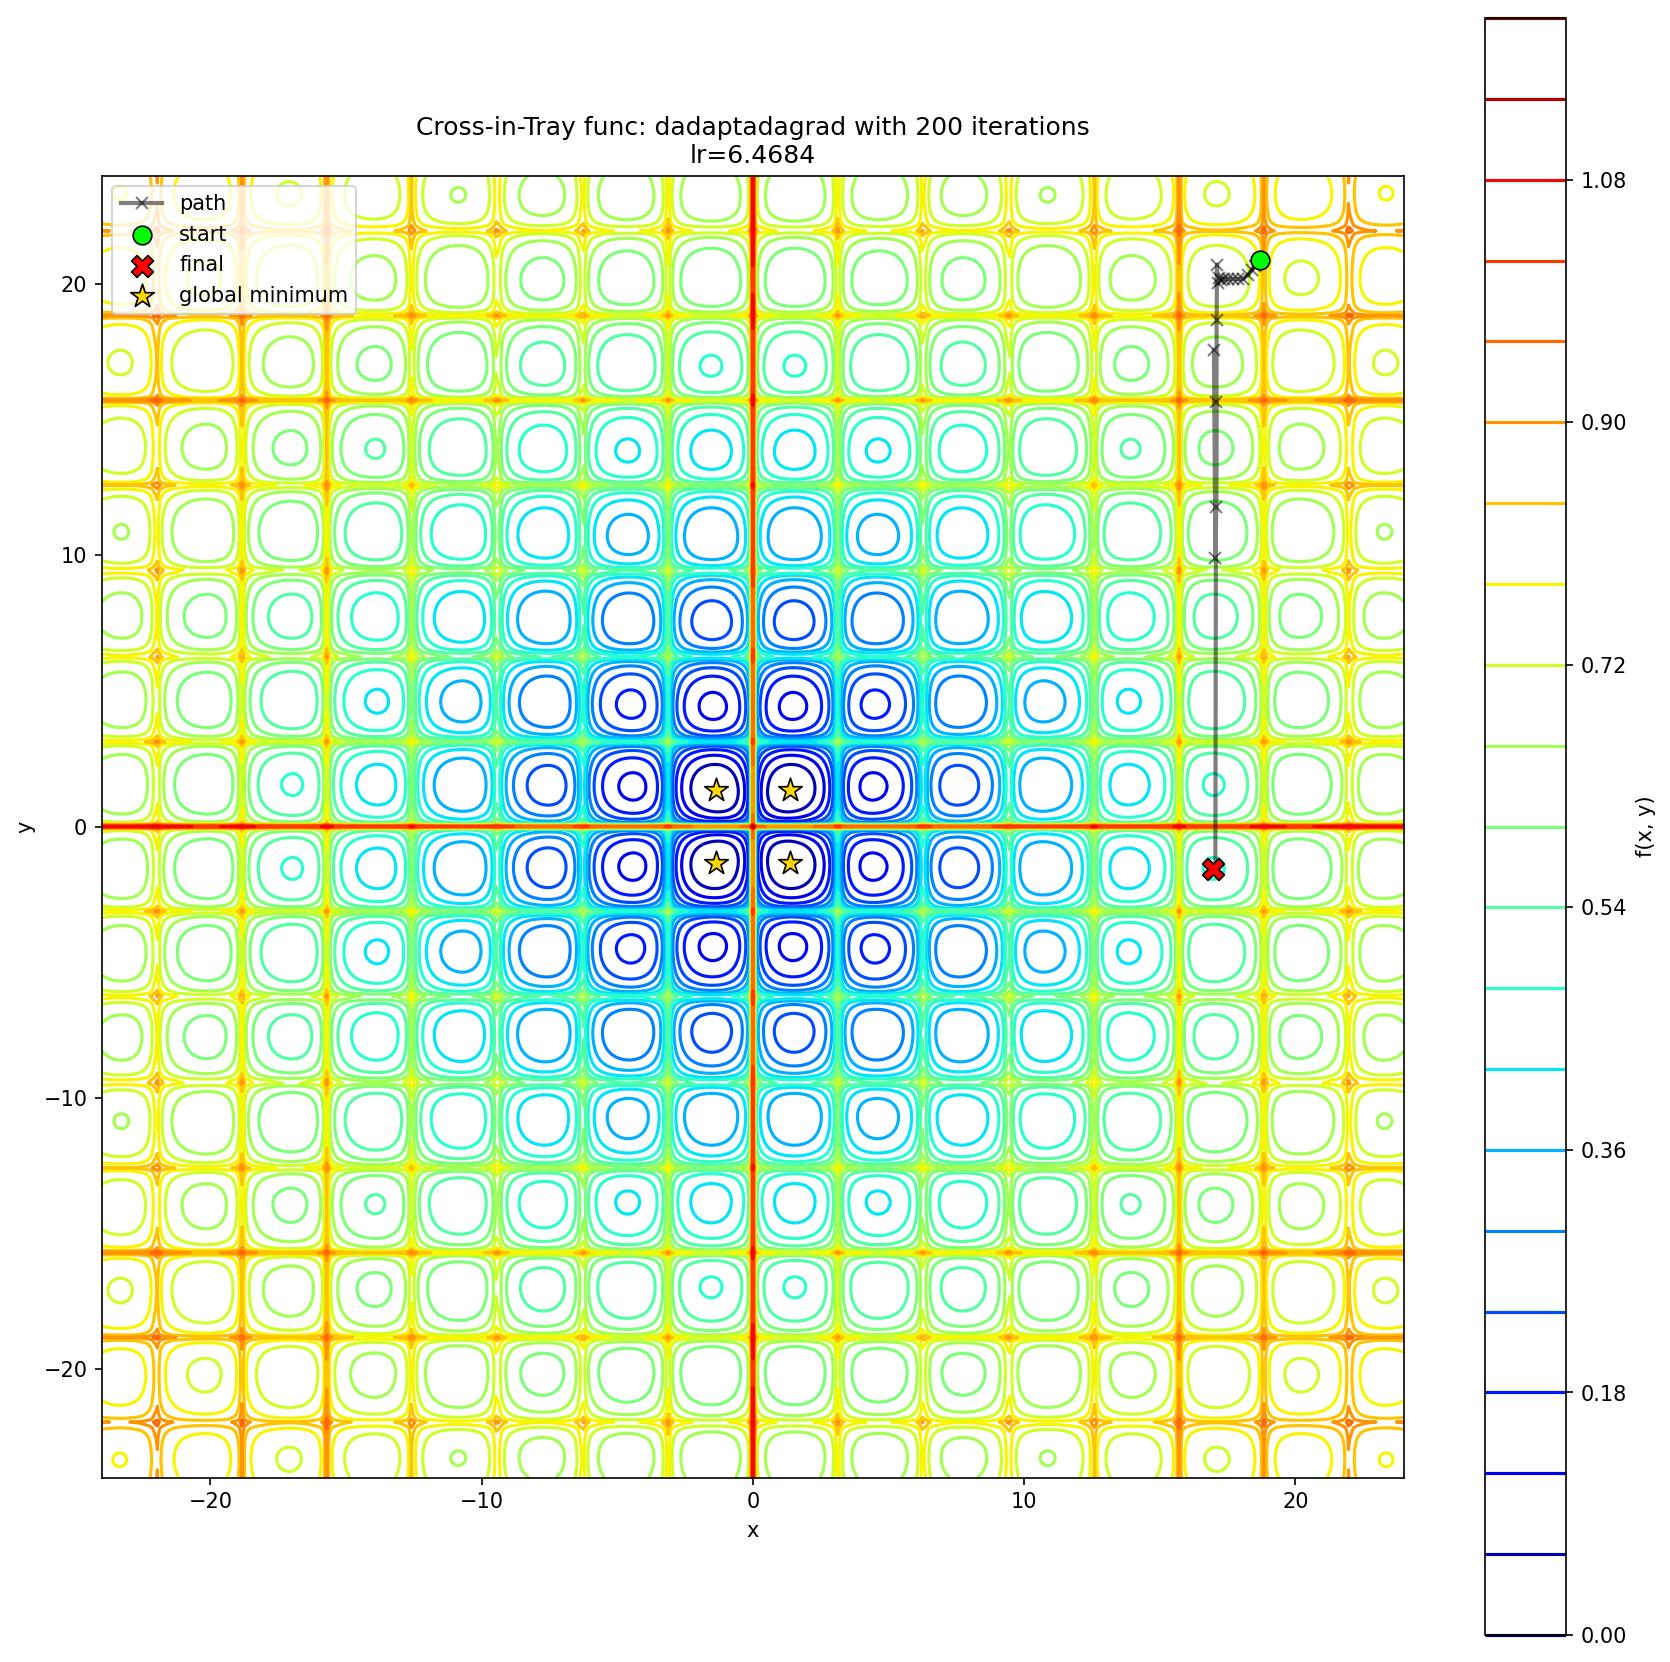 Cross-in-Tray func: dadaptadagrad with 200 iterations
lr=6.4684
path
start
final
global minimum
20
10
0
−10
−20
y
−20
−10
0
10
20
x
1.08
0.90
0.72
0.54
0.36
0.18
0.00
f(x, y)